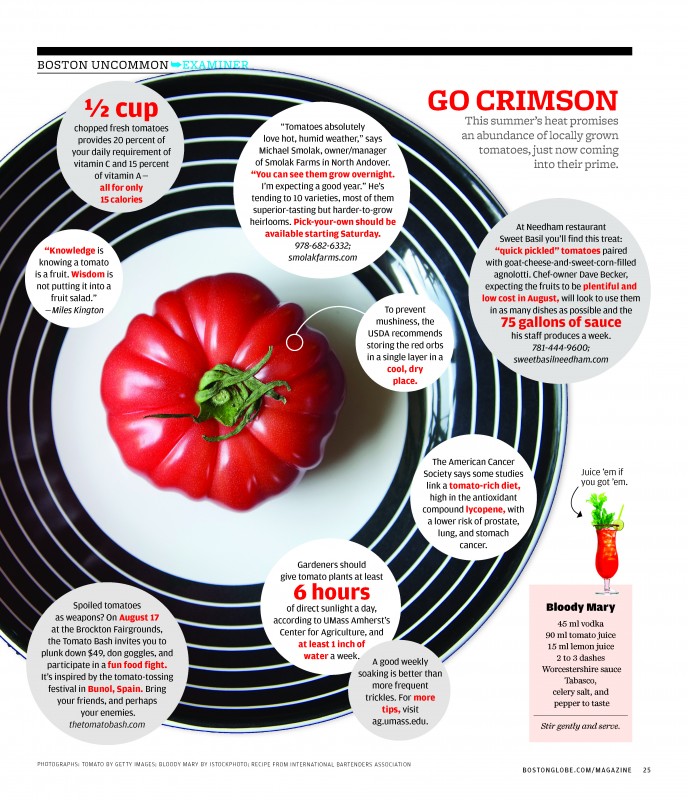 BOSTON UNCOMMON EXAMINER
GO CRIMSON
This summer's heat promises
an abundance of locally grown
tomatoes, just now coming
into their prime.
½ cup
chopped fresh tomatoes
provides 20 percent of
your daily requirement of
vitamin C and 15 percent
of vitamin A—
all for only
15 calories
"Tomatoes absolutely
love hot, humid weather," says
Michael Smolak, owner/manager
of Smolak Farms in North Andover.
"You can see them grow overnight.
I'm expecting a good year." He's
tending to 10 varieties, most of them
superior-tasting but harder-to-grow
heirlooms. Pick-your-own should be
available starting Saturday.
978-682-6332;
smolakfarms.com
"Knowledge is
knowing a tomato
is a fruit. Wisdom is
not putting it into a
fruit salad."
—Miles Kington
At Needham restaurant
Sweet Basil you'll find this treat:
"quick pickled" tomatoes paired
with goat-cheese-and-sweet-corn-filled
agnolotti. Chef-owner Dave Becker,
expecting the fruits to be plentiful and
low cost in August, will look to use them
in as many dishes as possible and the
75 gallons of sauce
his staff produces a week.
781-444-9600;
sweetbasilneedham.com
To prevent
mushiness, the
USDA recommends
storing the red orbs
in a single layer in a
cool, dry
place.
The American Cancer
Society says some studies
link a tomato-rich diet,
high in the antioxidant
compound lycopene, with
a lower risk of prostate,
lung, and stomach
cancer.
Juice 'em if
you got 'em.
Gardeners should
give tomato plants at least
6 hours
of direct sunlight a day,
according to UMass Amherst's
Center for Agriculture, and
at least 1 inch of
water a week.
A good weekly
soaking is better than
more frequent
trickles. For more
tips, visit
ag.umass.edu.
Spoiled tomatoes
as weapons? On August 17
at the Brockton Fairgrounds,
the Tomato Bash invites you to
plunk down $49, don goggles, and
participate in a fun food fight.
It's inspired by the tomato-tossing
festival in Bunol, Spain. Bring
your friends, and perhaps
your enemies.
thetomatobash.com
Bloody Mary
45 ml vodka
90 ml tomato juice
15 ml lemon juice
2 to 3 dashes
Worcestershire sauce
Tabasco,
celery salt, and
pepper to taste
Stir gently and serve.
PHOTOGRAPHS: TOMATO BY GETTY IMAGES; BLOODY MARY BY ISTOCKPHOTO; RECIPE FROM INTERNATIONAL BARTENDERS ASSOCIATION
BOSTONGLOBE.COM/MAGAZINE 25